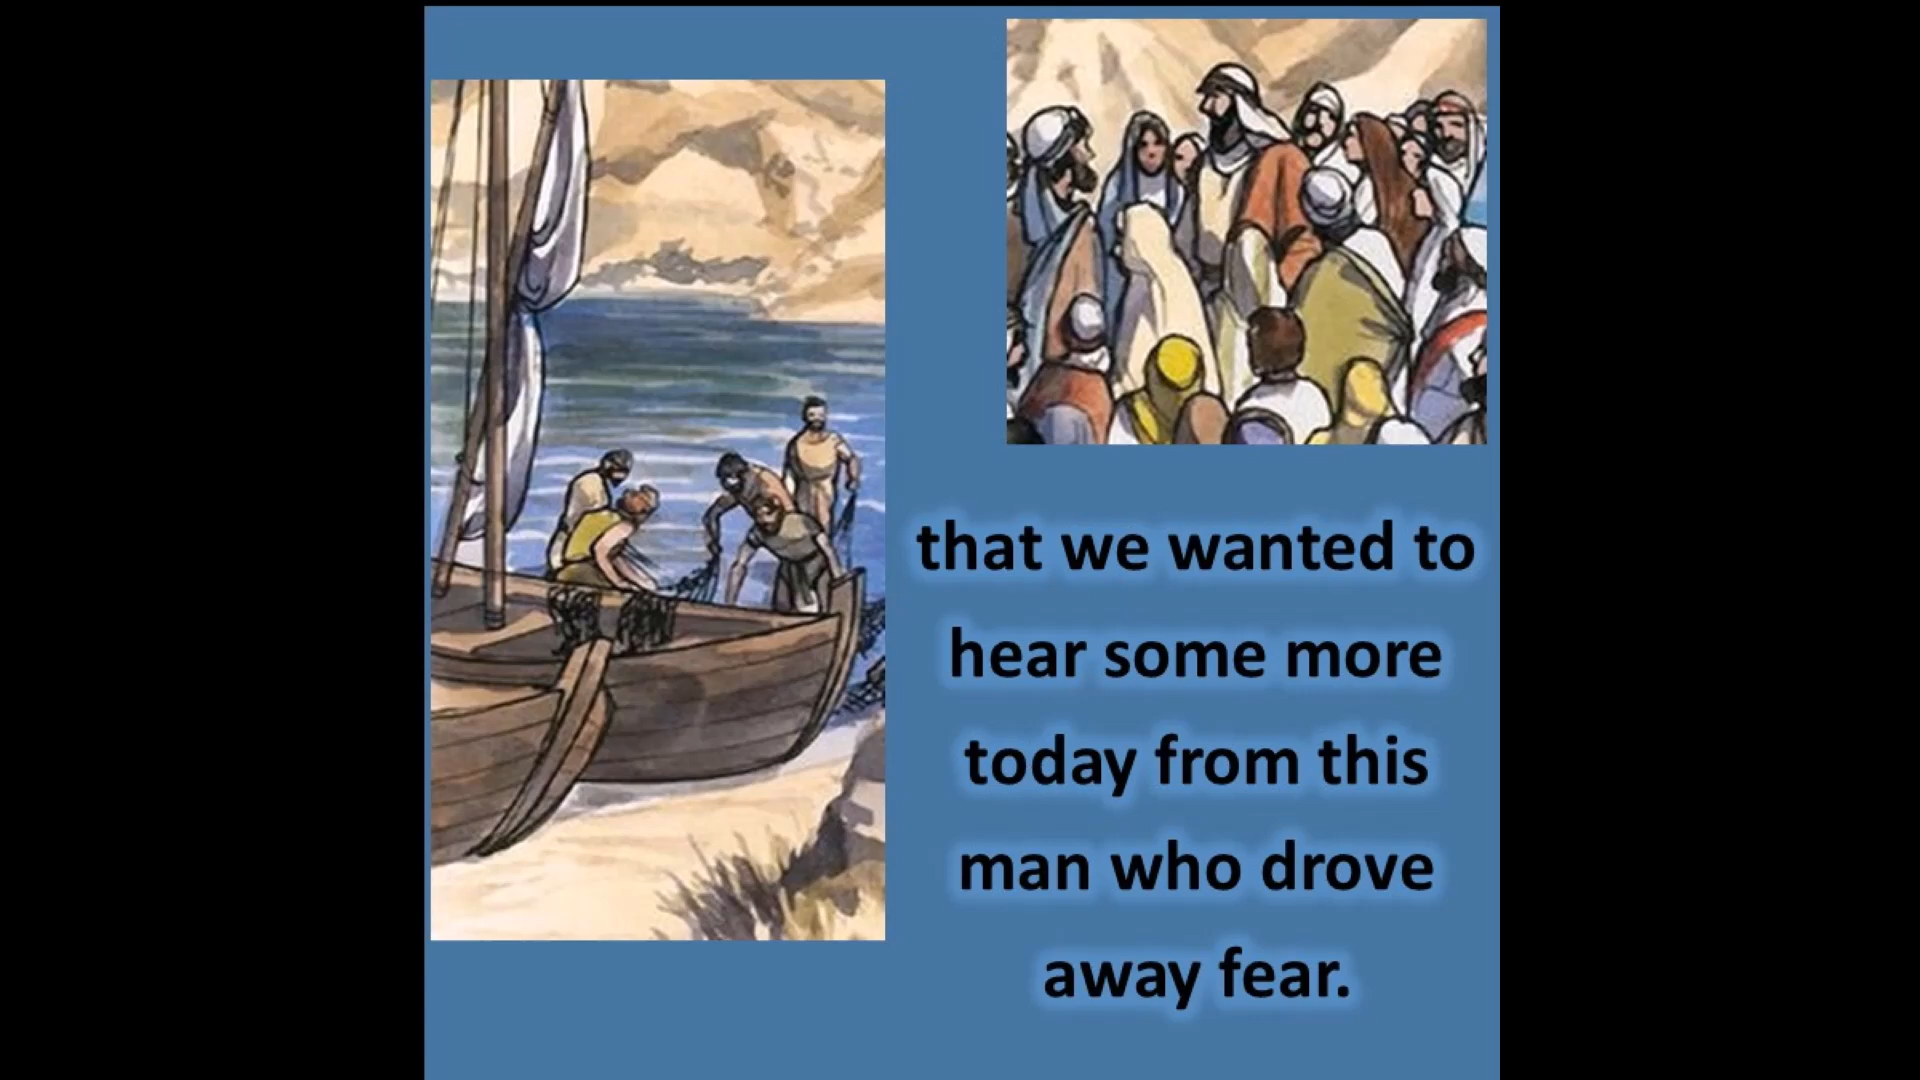 that we wanted to
hear some more
today from this
man who drove
away fear.